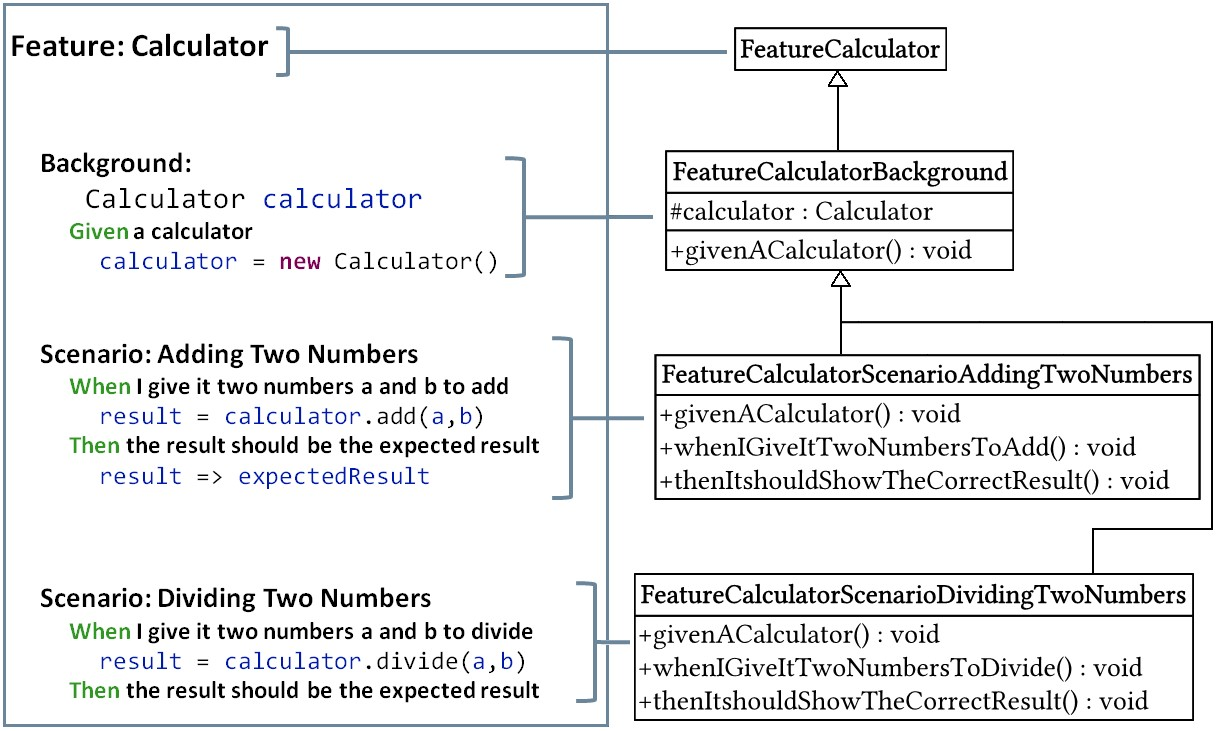 Feature: Calculator
Background:
Calculator calculator
Given a calculator
calculator = new Calculator()
Scenario: Adding Two Numbers
When I give it two numbers a and b to add
result = calculator.add(a,b)
Then the result should be the expected result
result => expectedResult
Scenario: Dividing Two Numbers
When I give it two numbers a and b to divide
result = calculator.divide(a,b)
Then the result should be the expected result
FeatureCalculator
FeatureCalculatorBackground
#calculator : Calculator
+givenACalculator() : void
FeatureCalculatorScenarioAddingTwoNumbers
+givenACalculator() : void
+whenIGiveItTwoNumbersToAdd() : void
+thenItshouldShowTheCorrectResult() : void
FeatureCalculatorScenarioDividingTwoNumbers
+givenACalculator() : void
+whenIGiveItTwoNumbersToDivide() : void
+thenItshouldShowTheCorrectResult() : void